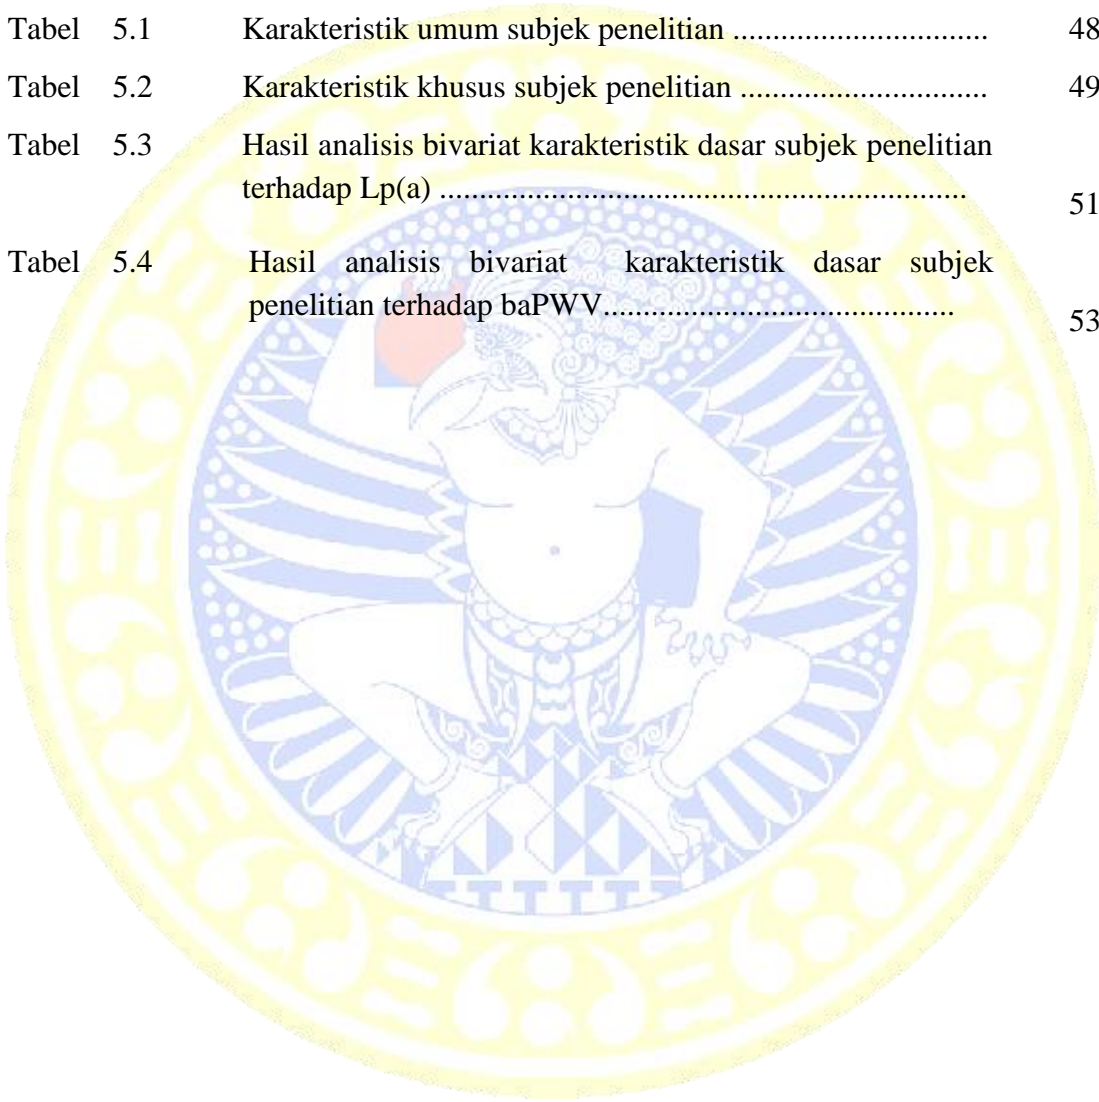 Tabel 5.1 Karakteristik umum subjek penelitian ................................ 48
Tabel 5.2 Karakteristik khusus subjek penelitian ............................... 49
Tabel 5.3 Hasil analisis bivariat karakteristik dasar subjek penelitian
terhadap Lp(a) .................................................................. 51
Tabel 5.4 Hasil analisis bivariat karakteristik dasar subjek
penelitian terhadap baPWV............................................ 53